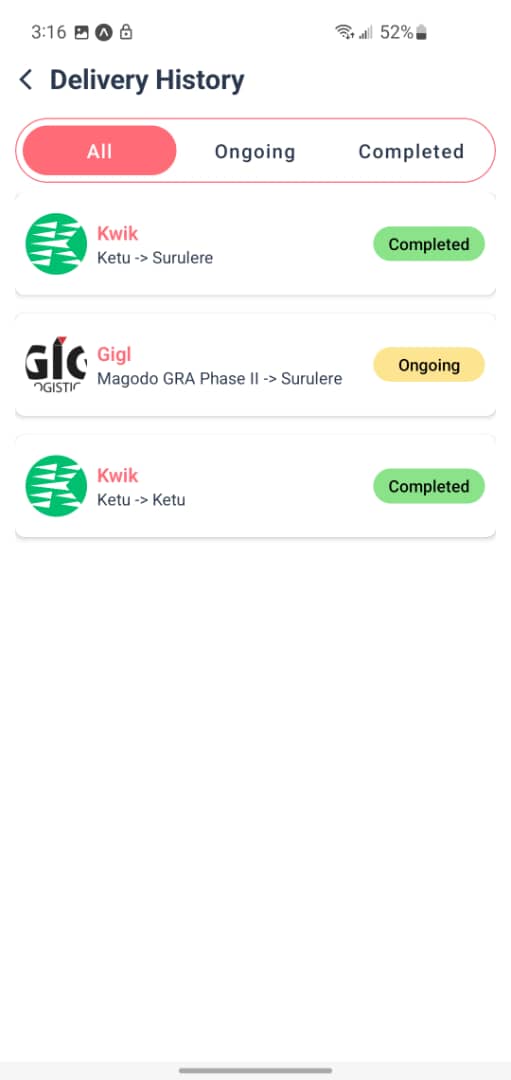 3:16 52%
Delivery History
All Ongoing Completed
Kwik
Ketu -> Surulere
Completed
GIG
OGISTIC
Gigl
Magodo GRA Phase II -> Surulere
Ongoing
Kwik
Ketu -> Ketu
Completed